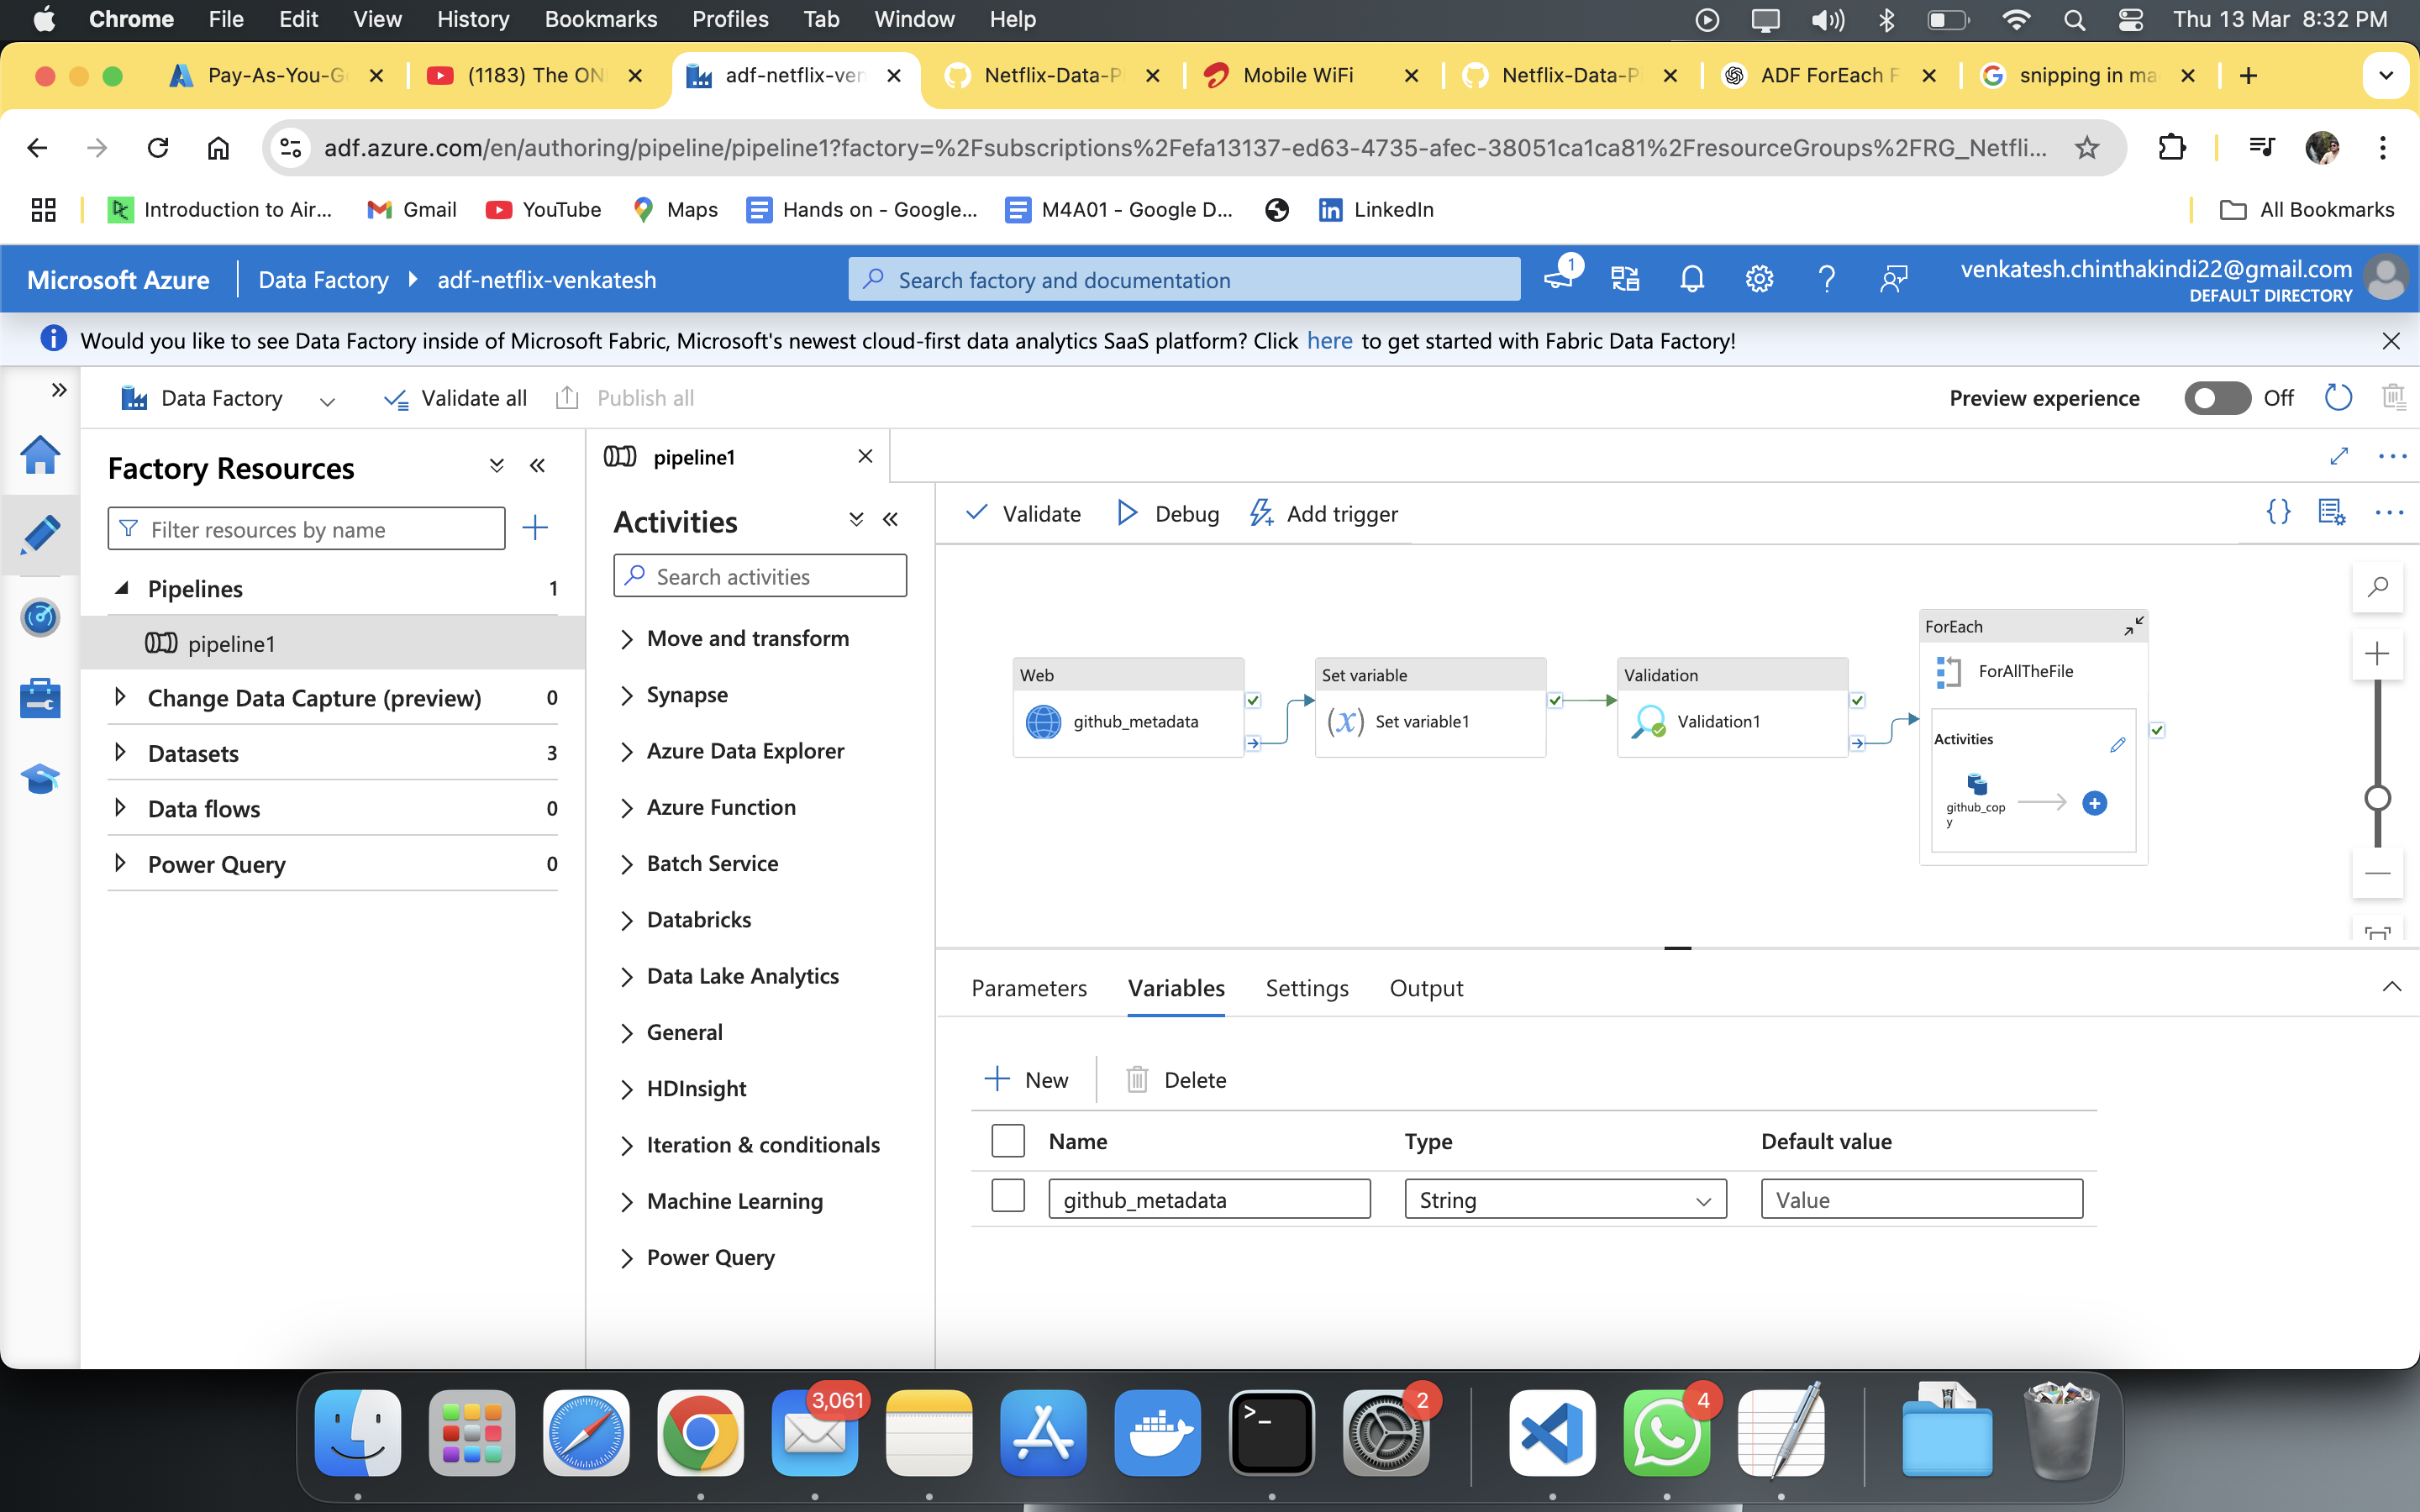 Chrome File Edit View History Bookmarks Profiles Tab Window Help Thu 13 Mar 8:32 PM
Pay-As-You-G (1183) The ON adf-netflix-ven Netflix-Data-P Mobile WiFi Netflix-Data-P ADF ForEach F snipping in ma
adf.azure.com/en/authoring/pipeline/pipeline1?factory=%2Fsubscriptions%2Fefa13137-ed63-4735-afec-38051ca1ca81%2FresourceGroups%2FRG_Netfli...
Introduction to Air... Gmail YouTube Maps Hands on - Google... M4A01 - Google D... LinkedIn All Bookmarks
Microsoft Azure Data Factory adf-netflix-venkatesh Search factory and documentation 1 venkatesh.chinthakindi22@gmail.com
DEFAULT DIRECTORY
Would you like to see Data Factory inside of Microsoft Fabric, Microsoft's newest cloud-first data analytics SaaS platform? Click here to get started with Fabric Data Factory!
Data Factory Validate all Publish all Preview experience Off
Factory Resources
Filter resources by name
Pipelines 1
pipeline1
Change Data Capture (preview) 0
Datasets 3
Data flows 0
Power Query 0
pipeline1
Activities
Search activities
Move and transform
Synapse
Azure Data Explorer
Azure Function
Batch Service
Databricks
Data Lake Analytics
General
HDInsight
Iteration & conditionals
Machine Learning
Power Query
Validate Debug Add trigger
Web
github_metadata
Set variable
(x) Set variable1
Validation
Validation1
ForEach
ForAllTheFile
Activities
github_cop
y
Parameters Variables Settings Output
New Delete
Name Type Default value
github_metadata String Value
3,061 2 4